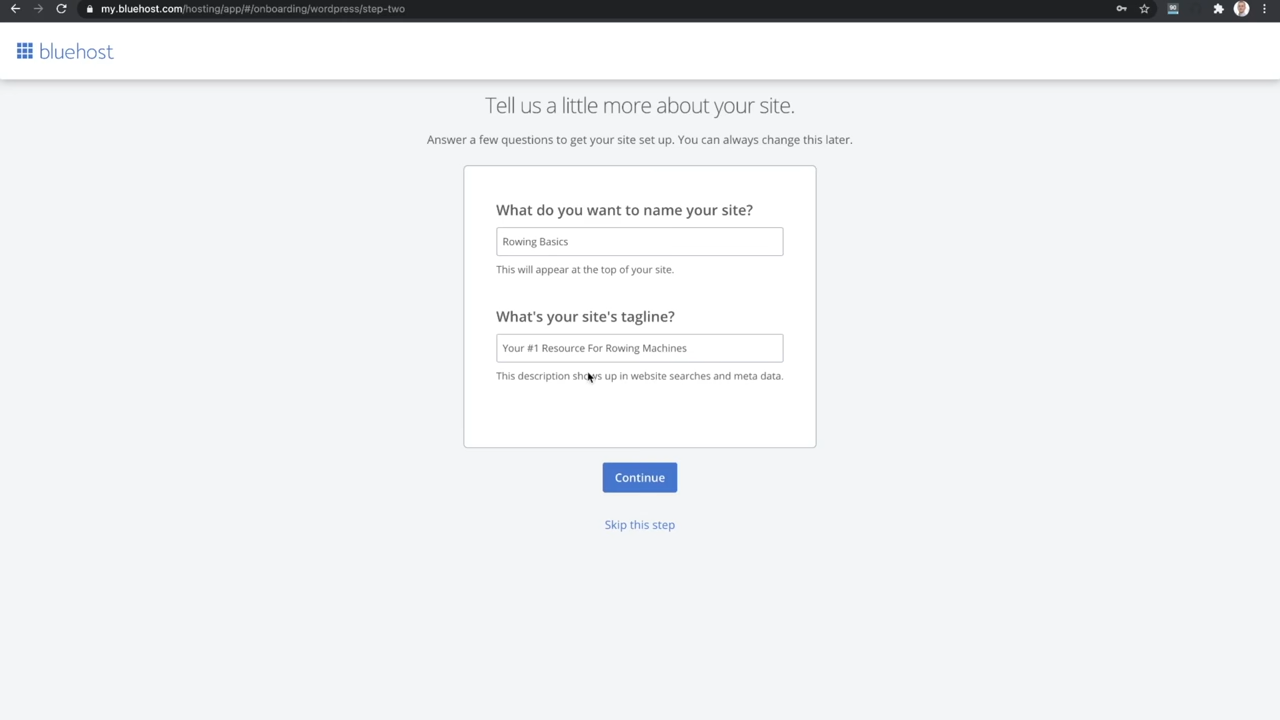 my.bluehost.com/hosting/app/#/onboarding/wordpress/step-two
bluehost
Tell us a little more about your site.
Answer a few questions to get your site set up. You can always change this later.
What do you want to name your site?
Rowing Basics
This will appear at the top of your site.
What's your site's tagline?
Your #1 Resource For Rowing Machines
This description shows up in website searches and meta data.
Continue
Skip this step